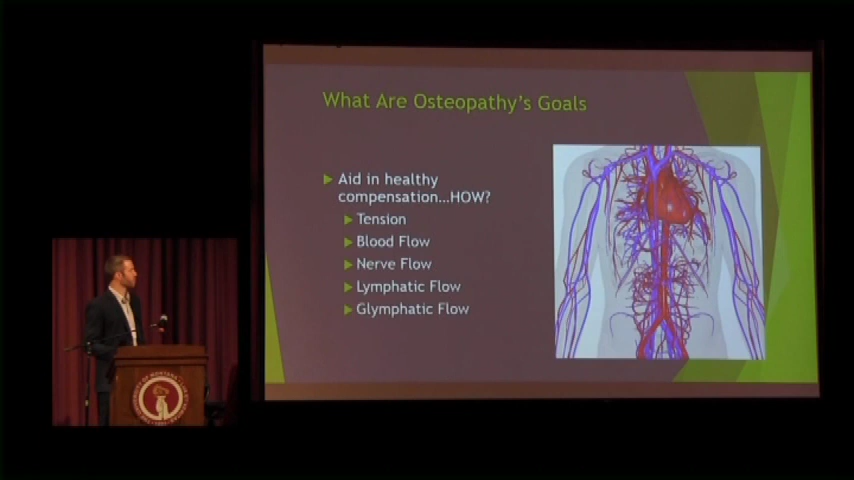 What Are Osteopathy's Goals
Aid in healthy
compensation...HOW?
Tension
Blood Flow
Nerve Flow
Lymphatic Flow
Glymphatic Flow